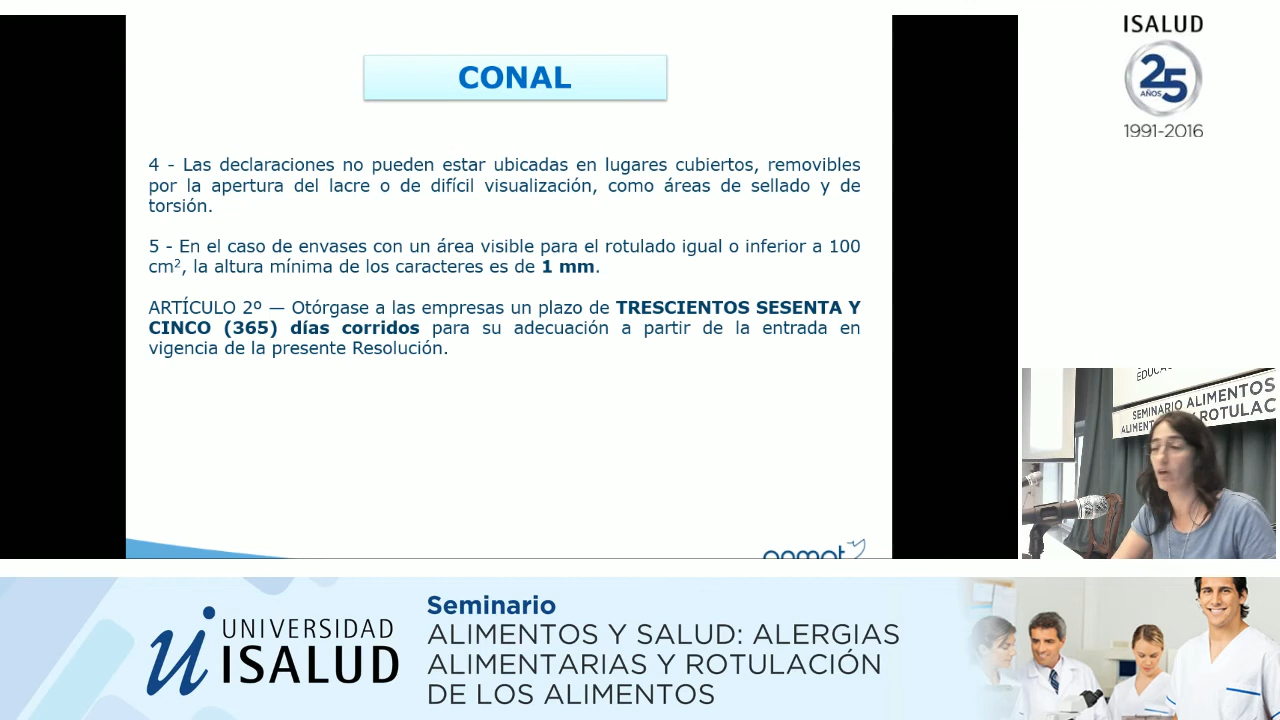 CONAL
4 - Las declaraciones no pueden estar ubicadas en lugares cubiertos, removibles
por la apertura del lacre o de difícil visualización, como áreas de sellado y de
torsión.
5 - En el caso de envases con un área visible para el rotulado igual o inferior a 100
cm², la altura mínima de los caracteres es de 1 mm.
ARTÍCULO 2º — Otórgase a las empresas un plazo de TRESCIENTOS SESENTA Y
CINCO (365) días corridos para su adecuación a partir de la entrada en
vigencia de la presente Resolución.
anmat
ISALUD
25
AÑOS
1991-2016
SEMINARIO ALIMENTOS
UNIVERSIDAD
ISALUD
Seminario
ALIMENTOS Y SALUD: ALERGIAS
ALIMENTARIAS Y ROTULACIÓN
DE LOS ALIMENTOS